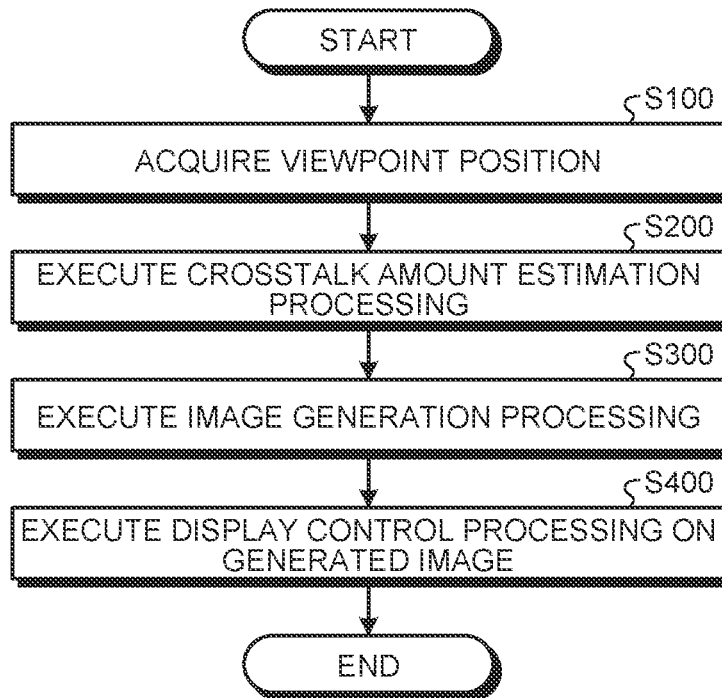 START
S100
ACQUIRE VIEWPOINT POSITION
S200
EXECUTE CROSSTALK AMOUNT ESTIMATION
PROCESSING
S300
EXECUTE IMAGE GENERATION PROCESSING
S400
EXECUTE DISPLAY CONTROL PROCESSING ON
GENERATED IMAGE
END